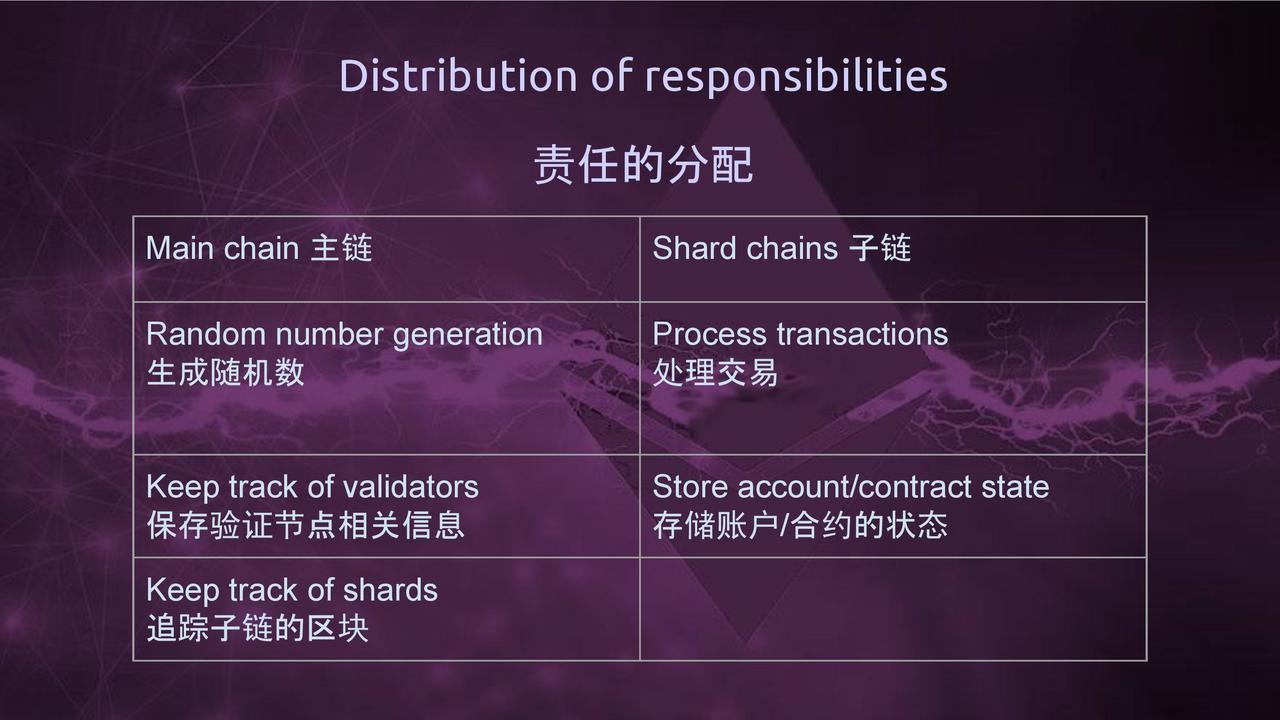 Distribution of responsibilities
责任的分配
Main chain 主链
Shard chains 子链
Random number generation
生成随机数
Process transactions
处理交易
Keep track of validators
保存验证节点相关信息
Store account/contract state
存储账户/合约的状态
Keep track of shards
追踪子链的区块